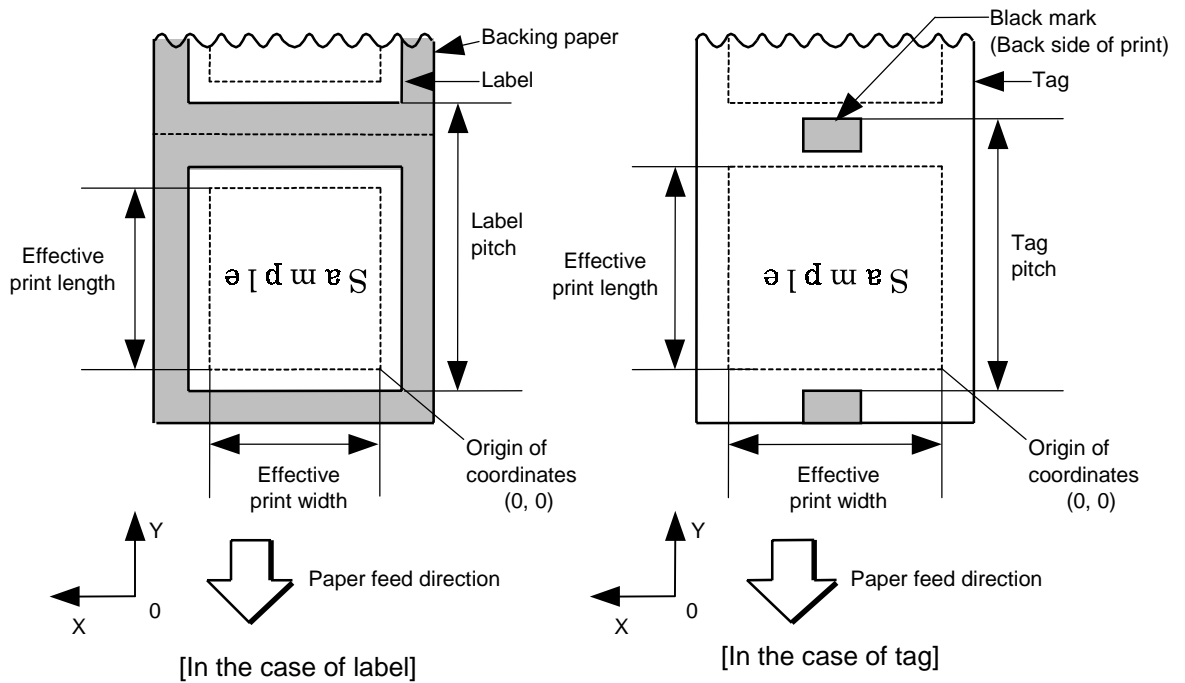 Backing paper
Label
Effective
print length
Label
pitch
Sample
Origin of
coordinates
(0, 0)
Effective
print width
Y
X
0
Paper feed direction
[In the case of label]
Black mark
(Back side of print)
Tag
Effective
print length
Tag
pitch
Sample
Origin of
coordinates
(0, 0)
Effective
print width
Y
X
0
Paper feed direction
[In the case of tag]